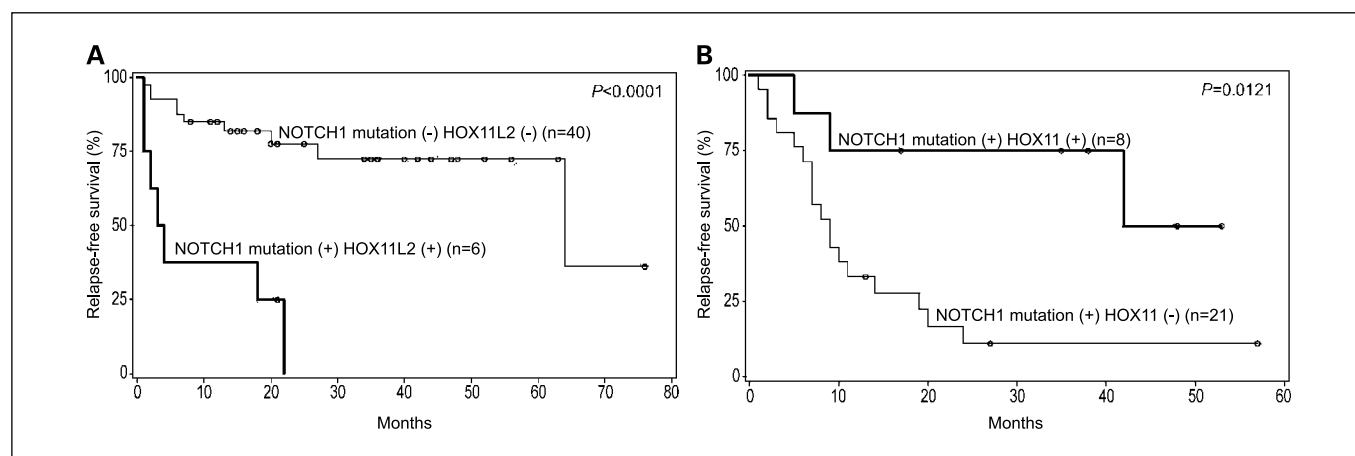 A
100
75
50
25
0
Relapse-free survival (%)
P<0.0001
NOTCH1 mutation (-) HOX11L2 (-) (n=40)
NOTCH1 mutation (+) HOX11L2 (+) (n=6)
0 10 20 30 40 50 60 70 80
Months
B
100
75
50
25
0
Relapse-free survival (%)
P=0.0121
NOTCH1 mutation (+) HOX11 (+) (n=8)
NOTCH1 mutation (+) HOX11 (-) (n=21)
0 10 20 30 40 50 60
Months